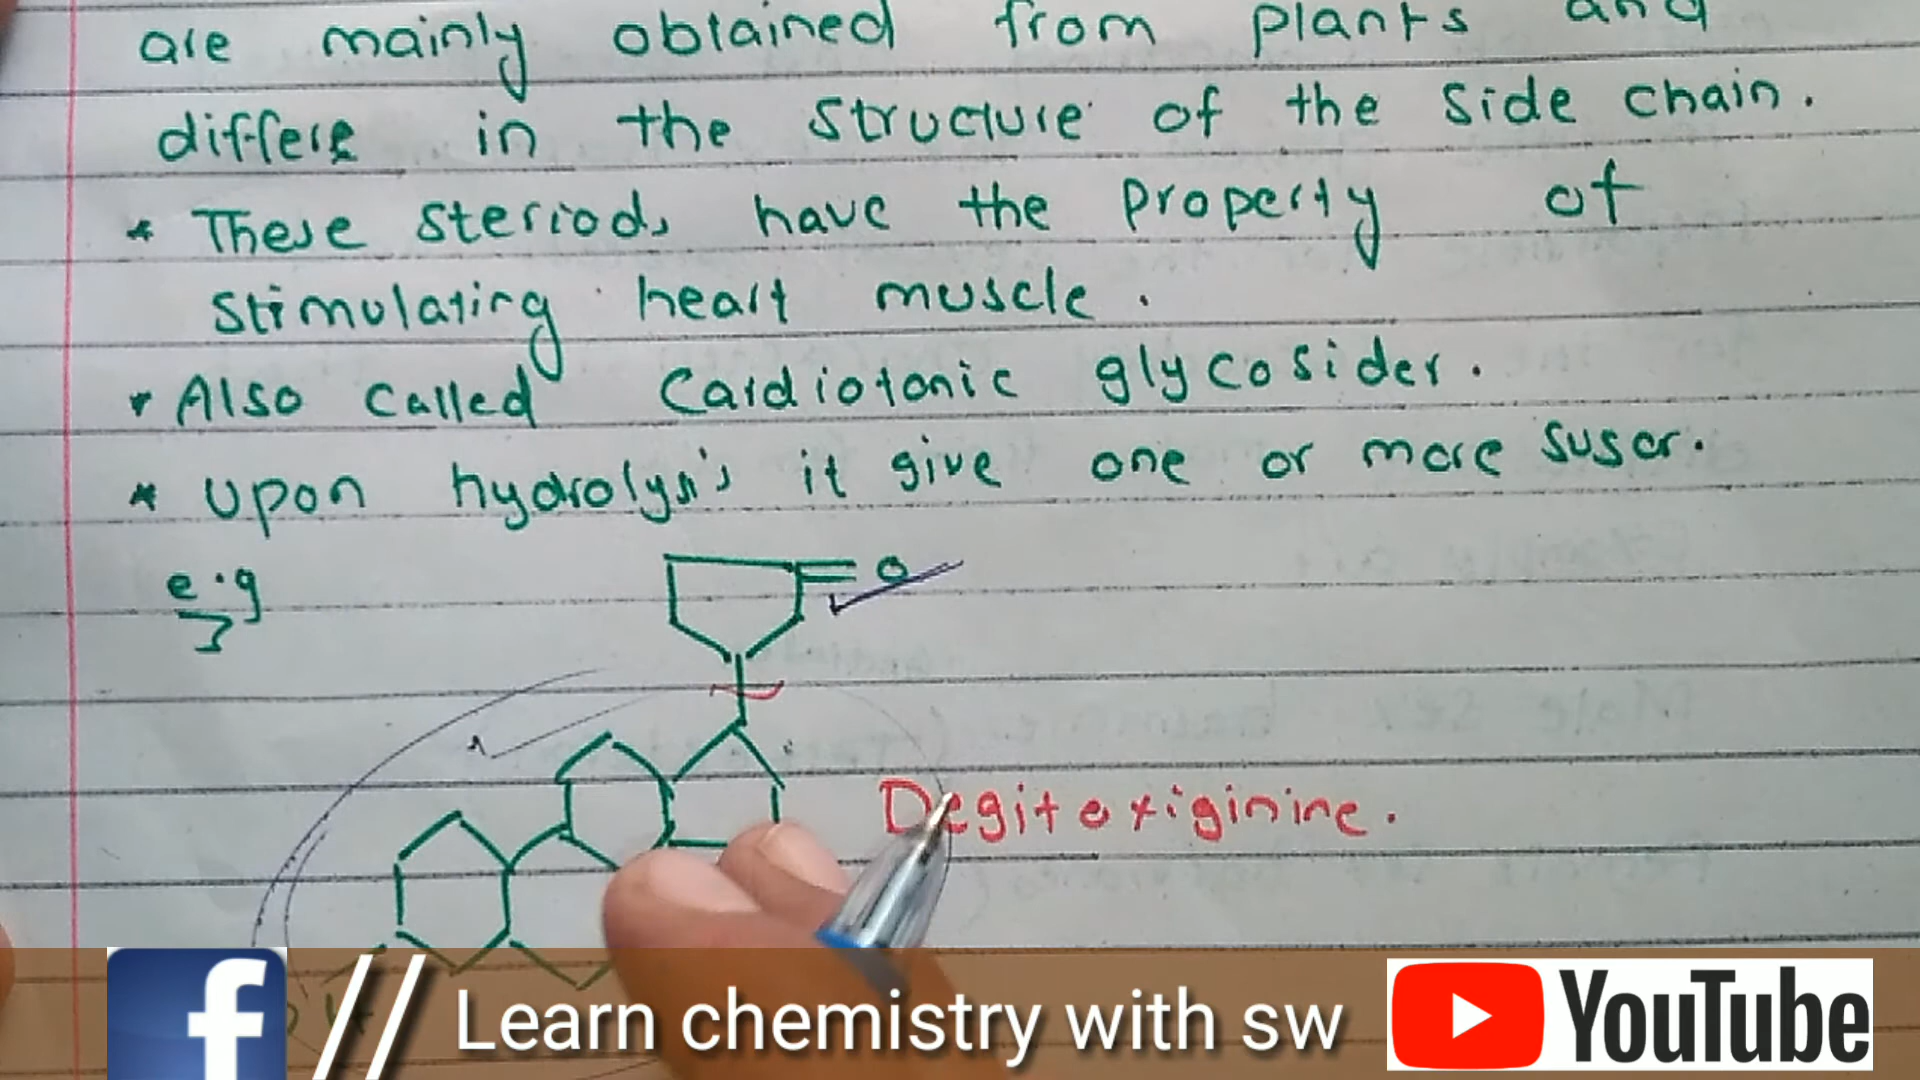 are mainly obtained from plants and
differs in the structure of the side chain.
* These steriods have the property of
stimulating heart muscle.
* Also called Cardiotonic glycosides.
* Upon hydrolysis it give one or more susar.
e.g
O
Degitoxiginine.
f // Learn chemistry with sw YouTube